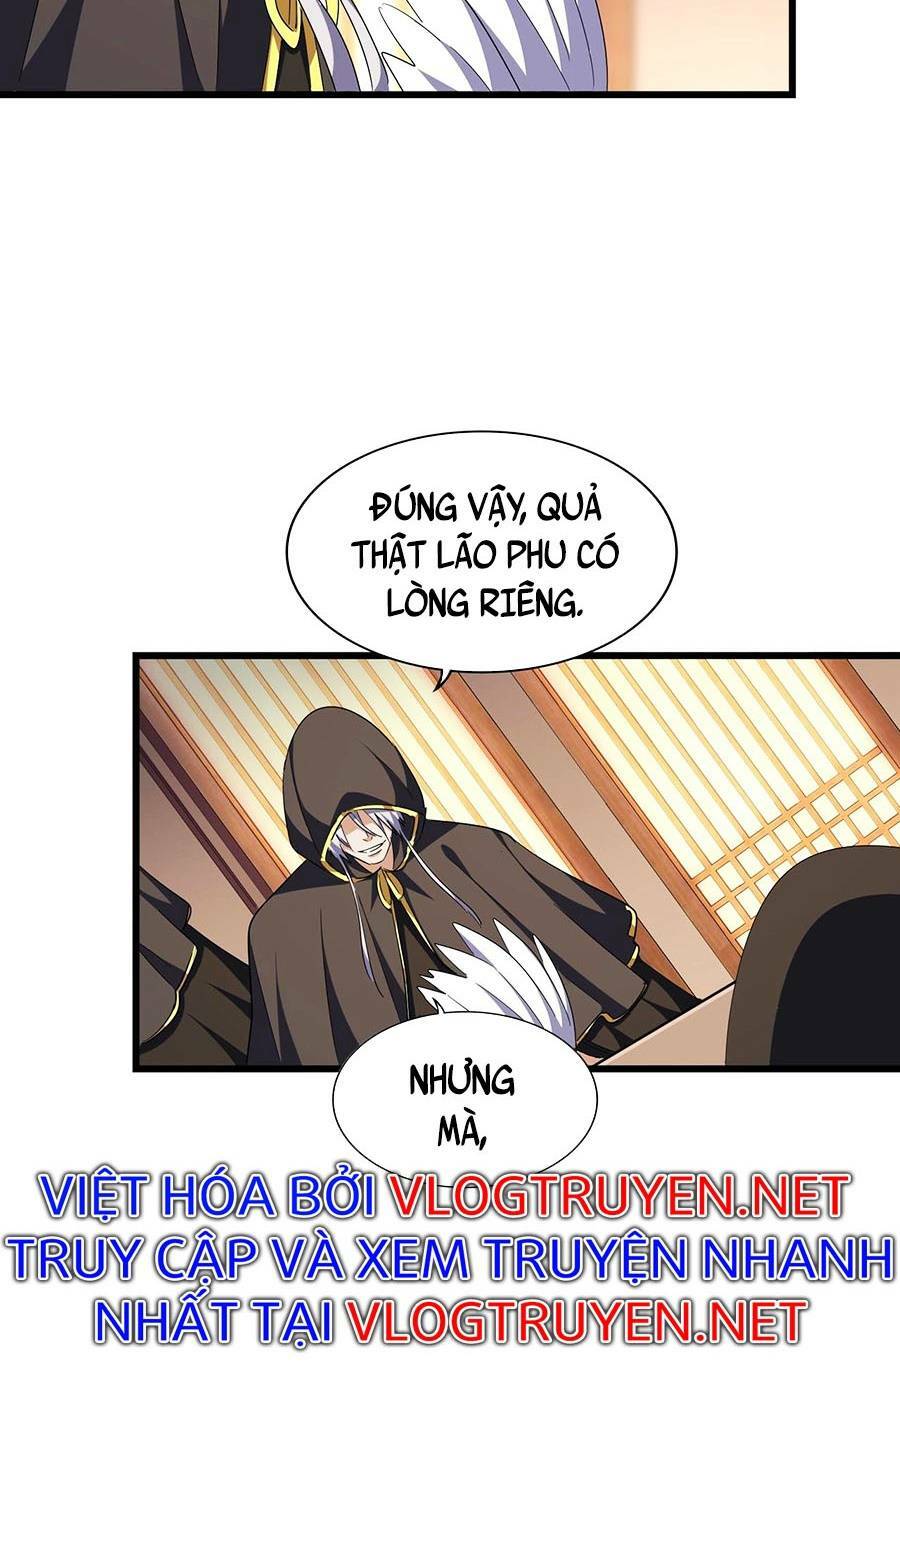 ĐÚNG VẬY, QUẢ
THẬT LÃO PHU CÓ
LÒNG RIÊNG.
NHƯNG
MÀ,
VIỆT HÓA BỞI VLOGTRUYEN.NET
TRUY CẬP VÀ XEM TRUYỆN NHANH
NHẤT TẠI VLOGTRUYEN.NET